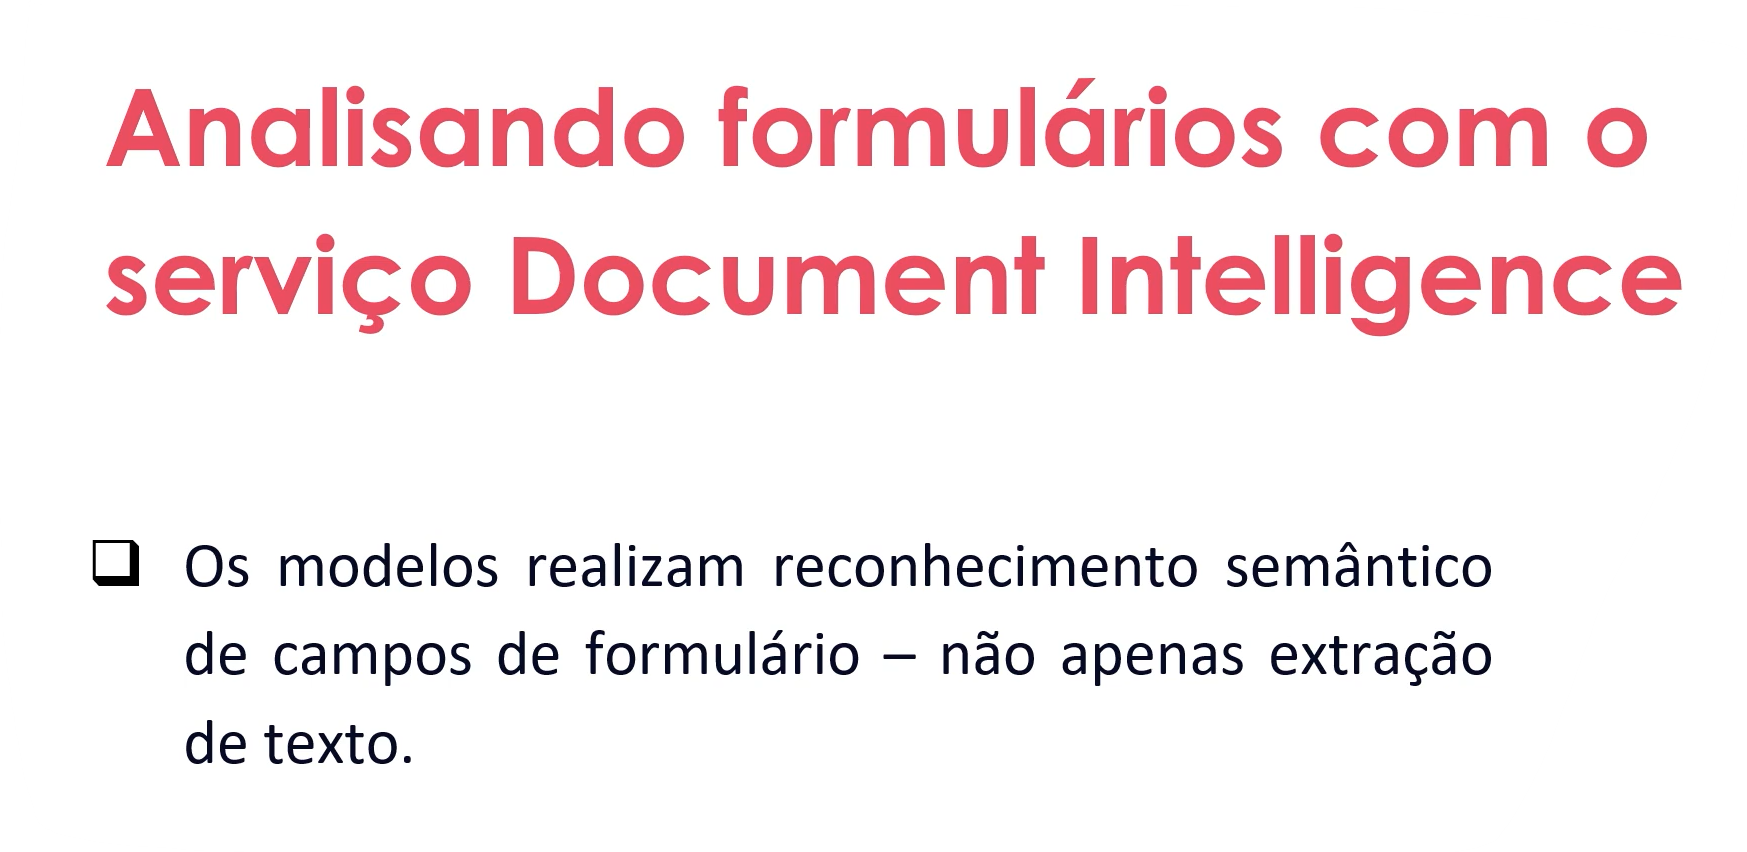 Analisando formulários com o
serviço Document Intelligence
❑ Os modelos realizam reconhecimento semântico
de campos de formulário – não apenas extração
de texto.